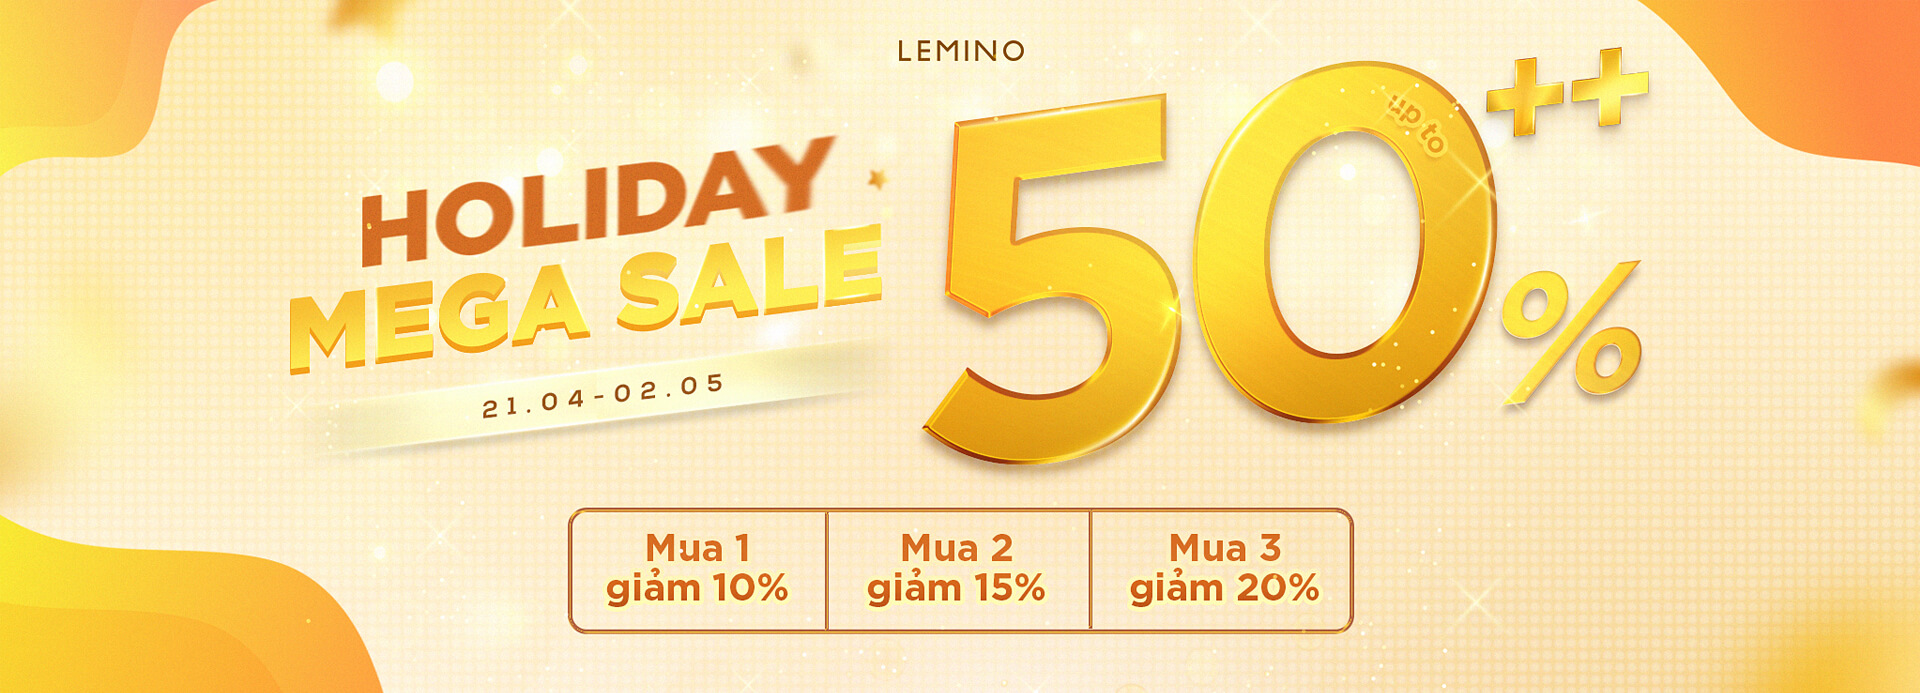 LEMINO
HOLIDAY
MEGA SALE
21.04-02.05
up to
50++
%
Mua 1
giảm 10%
Mua 2
giảm 15%
Mua 3
giảm 20%